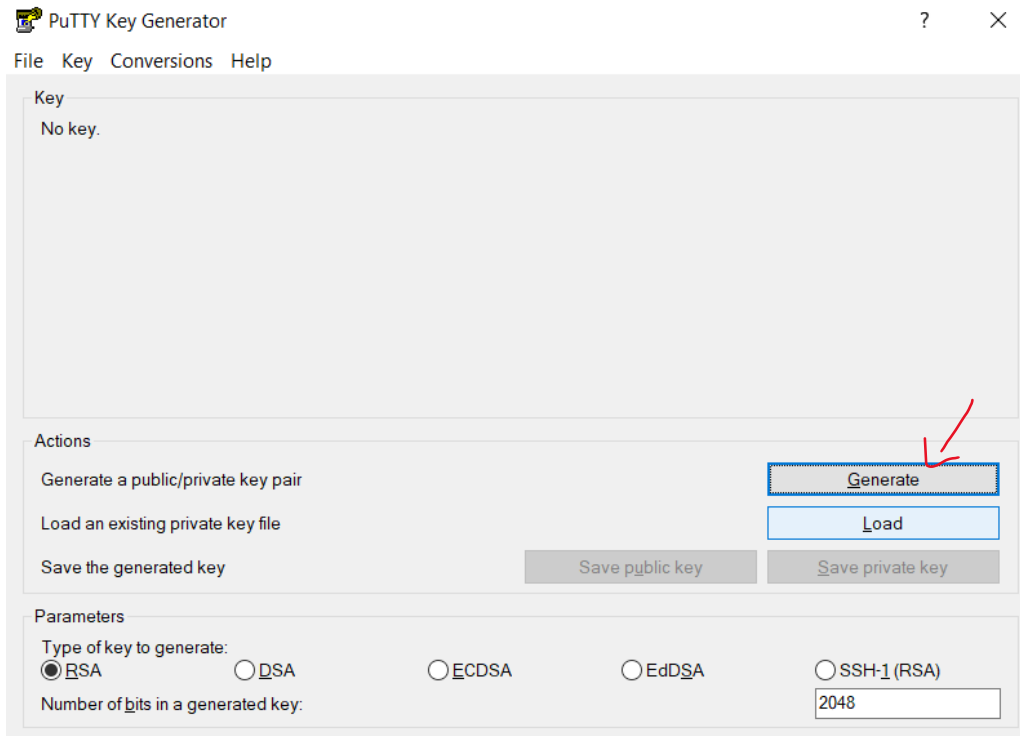 PuTTY Key Generator ?
File Key Conversions Help
Key
No key.
Actions
Generate a public/private key pair Generate
Load an existing private key file Load
Save the generated key Save public key Save private key
Parameters
Type of key to generate:
RSA DSA ECDSA EdDSA SSH-1 (RSA)
Number of bits in a generated key: 2048